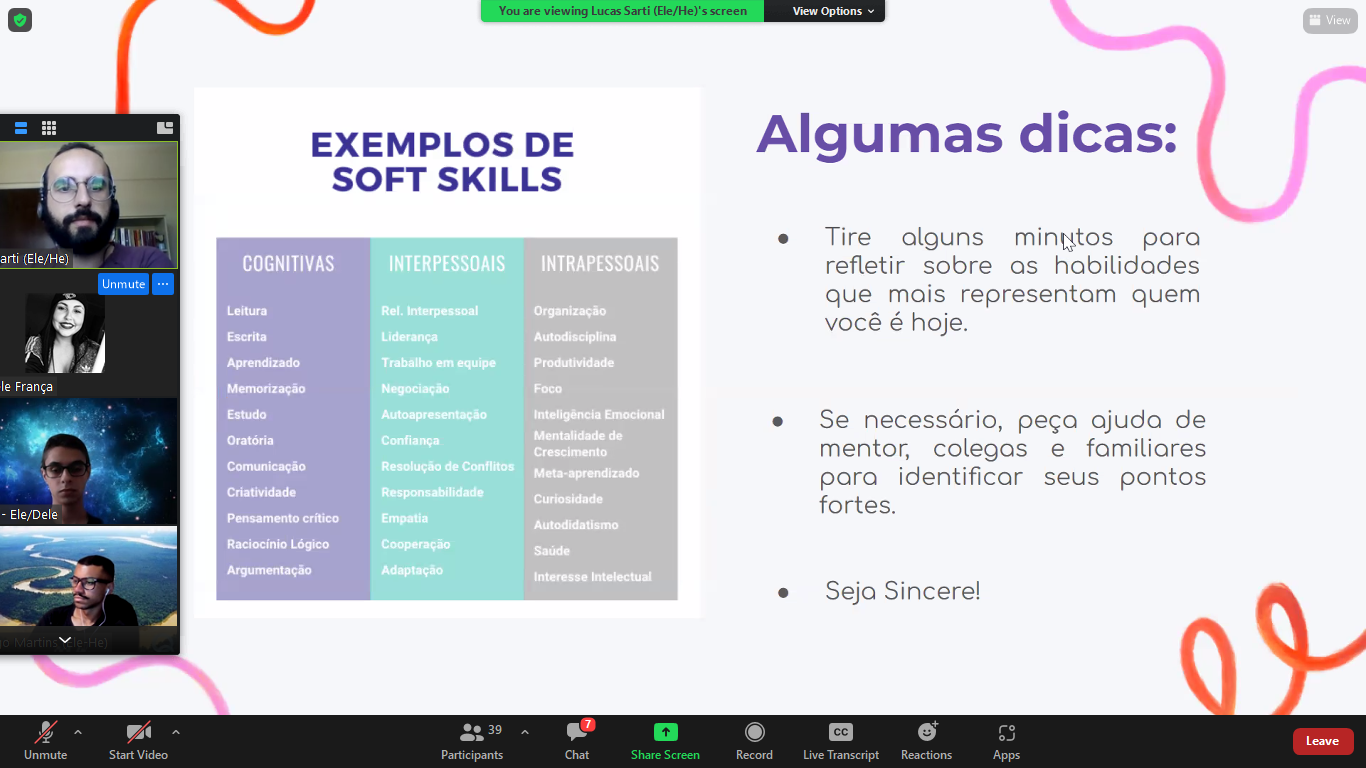 You are viewing Lucas Sarti (Ele/He)'s screen
View Options
View
EXEMPLOS DE
SOFT SKILLS
COGNITIVAS
Leitura
Escrita
Aprendizado
Memorização
Estudo
Oratória
Comunicação
Criatividade
Pensamento crítico
Raciocínio Lógico
Argumentação
INTERPESSOAIS
Rel. Interpessoal
Liderança
Trabalho em equipe
Negociação
Autoapresentação
Confiança
Resolução de Conflitos
Responsabilidade
Empatia
Cooperação
Adaptação
INTRAPESSOAIS
Organização
Autodisciplina
Produtividade
Foco
Inteligência Emocional
Mentalidade de
Crescimento
Meta-aprendizado
Curiosidade
Autodidatismo
Saúde
Interesse Intelectual
Algumas dicas:
● Tire alguns minutos para
refletir sobre as habilidades
que mais representam quem
você é hoje.
● Se necessário, peça ajuda de
mentor, colegas e familiares
para identificar seus pontos
fortes.
● Seja Sincere!
arti (Ele/He)
Unmute ...
le França
- Ele/Dele
go Martins (Ele-He)
Unmute
Start Video
39
Participants
7
Chat
Share Screen
Record
CC
Live Transcript
Reactions
Apps
Leave